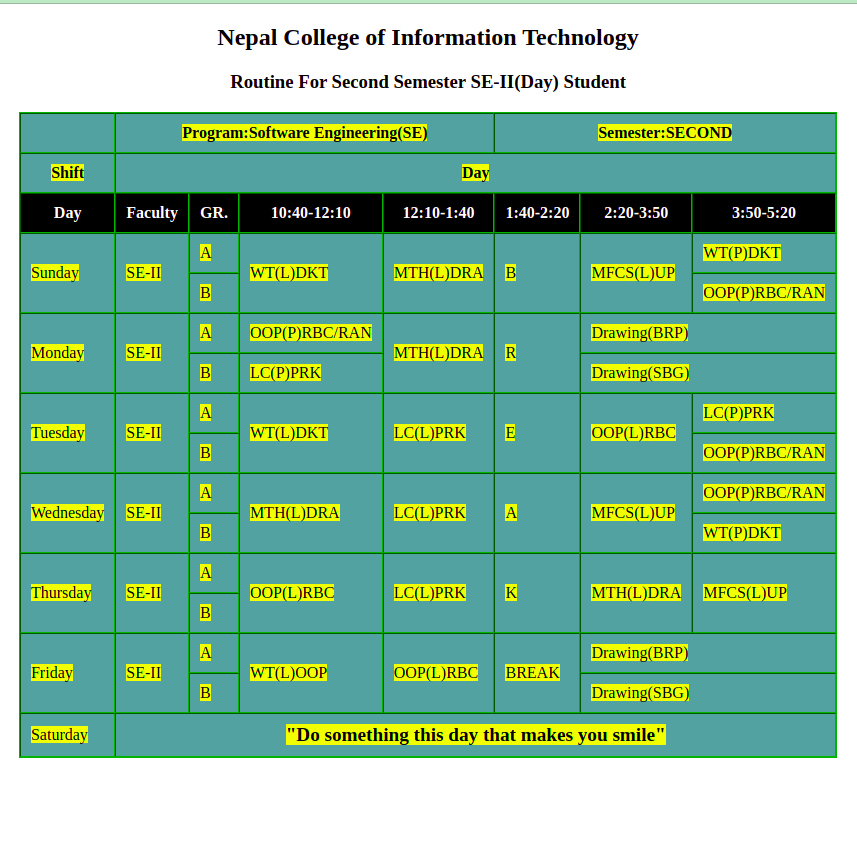 Nepal College of Information Technology
Routine For Second Semester SE-II(Day) Student
Program:Software Engineering(SE) Semester:SECOND
Shift Day
Day Faculty GR. 10:40-12:10 12:10-1:40 1:40-2:20 2:20-3:50 3:50-5:20
Sunday SE-II A WT(L)DKT MTH(L)DRA B MFCS(L)UP WT(P)DKT
B OOP(P)RBC/RAN
Monday SE-II A OOP(P)RBC/RAN MTH(L)DRA R Drawing(BRP)
B LC(P)PRK Drawing(SBG)
Tuesday SE-II A WT(L)DKT LC(L)PRK E OOP(L)RBC LC(P)PRK
B OOP(P)RBC/RAN
Wednesday SE-II A MTH(L)DRA LC(L)PRK A MFCS(L)UP OOP(P)RBC/RAN
B WT(P)DKT
Thursday SE-II A OOP(L)RBC LC(L)PRK K MTH(L)DRA MFCS(L)UP
B
Friday SE-II A WT(L)OOP OOP(L)RBC BREAK Drawing(BRP)
B Drawing(SBG)
Saturday "Do something this day that makes you smile"